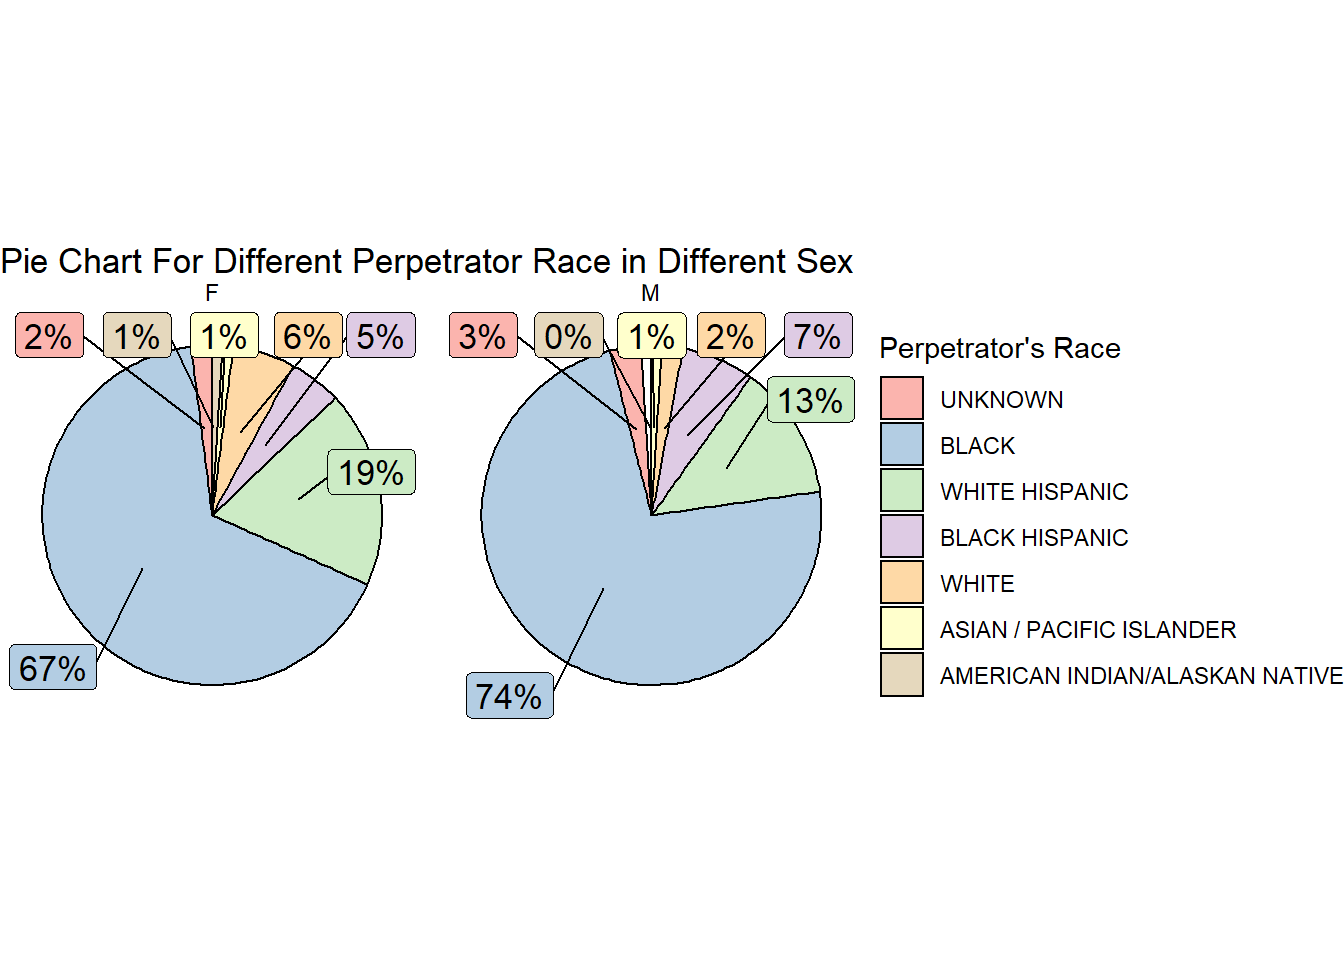 Pie Chart For Different Perpetrator Race in Different Sex
F
M
2%
1%
1%
6%
5%
19%
67%
3%
0%
1%
2%
7%
13%
74%
Perpetrator's Race
UNKNOWN
BLACK
WHITE HISPANIC
BLACK HISPANIC
WHITE
ASIAN / PACIFIC ISLANDER
AMERICAN INDIAN/ALASKAN NATIVE